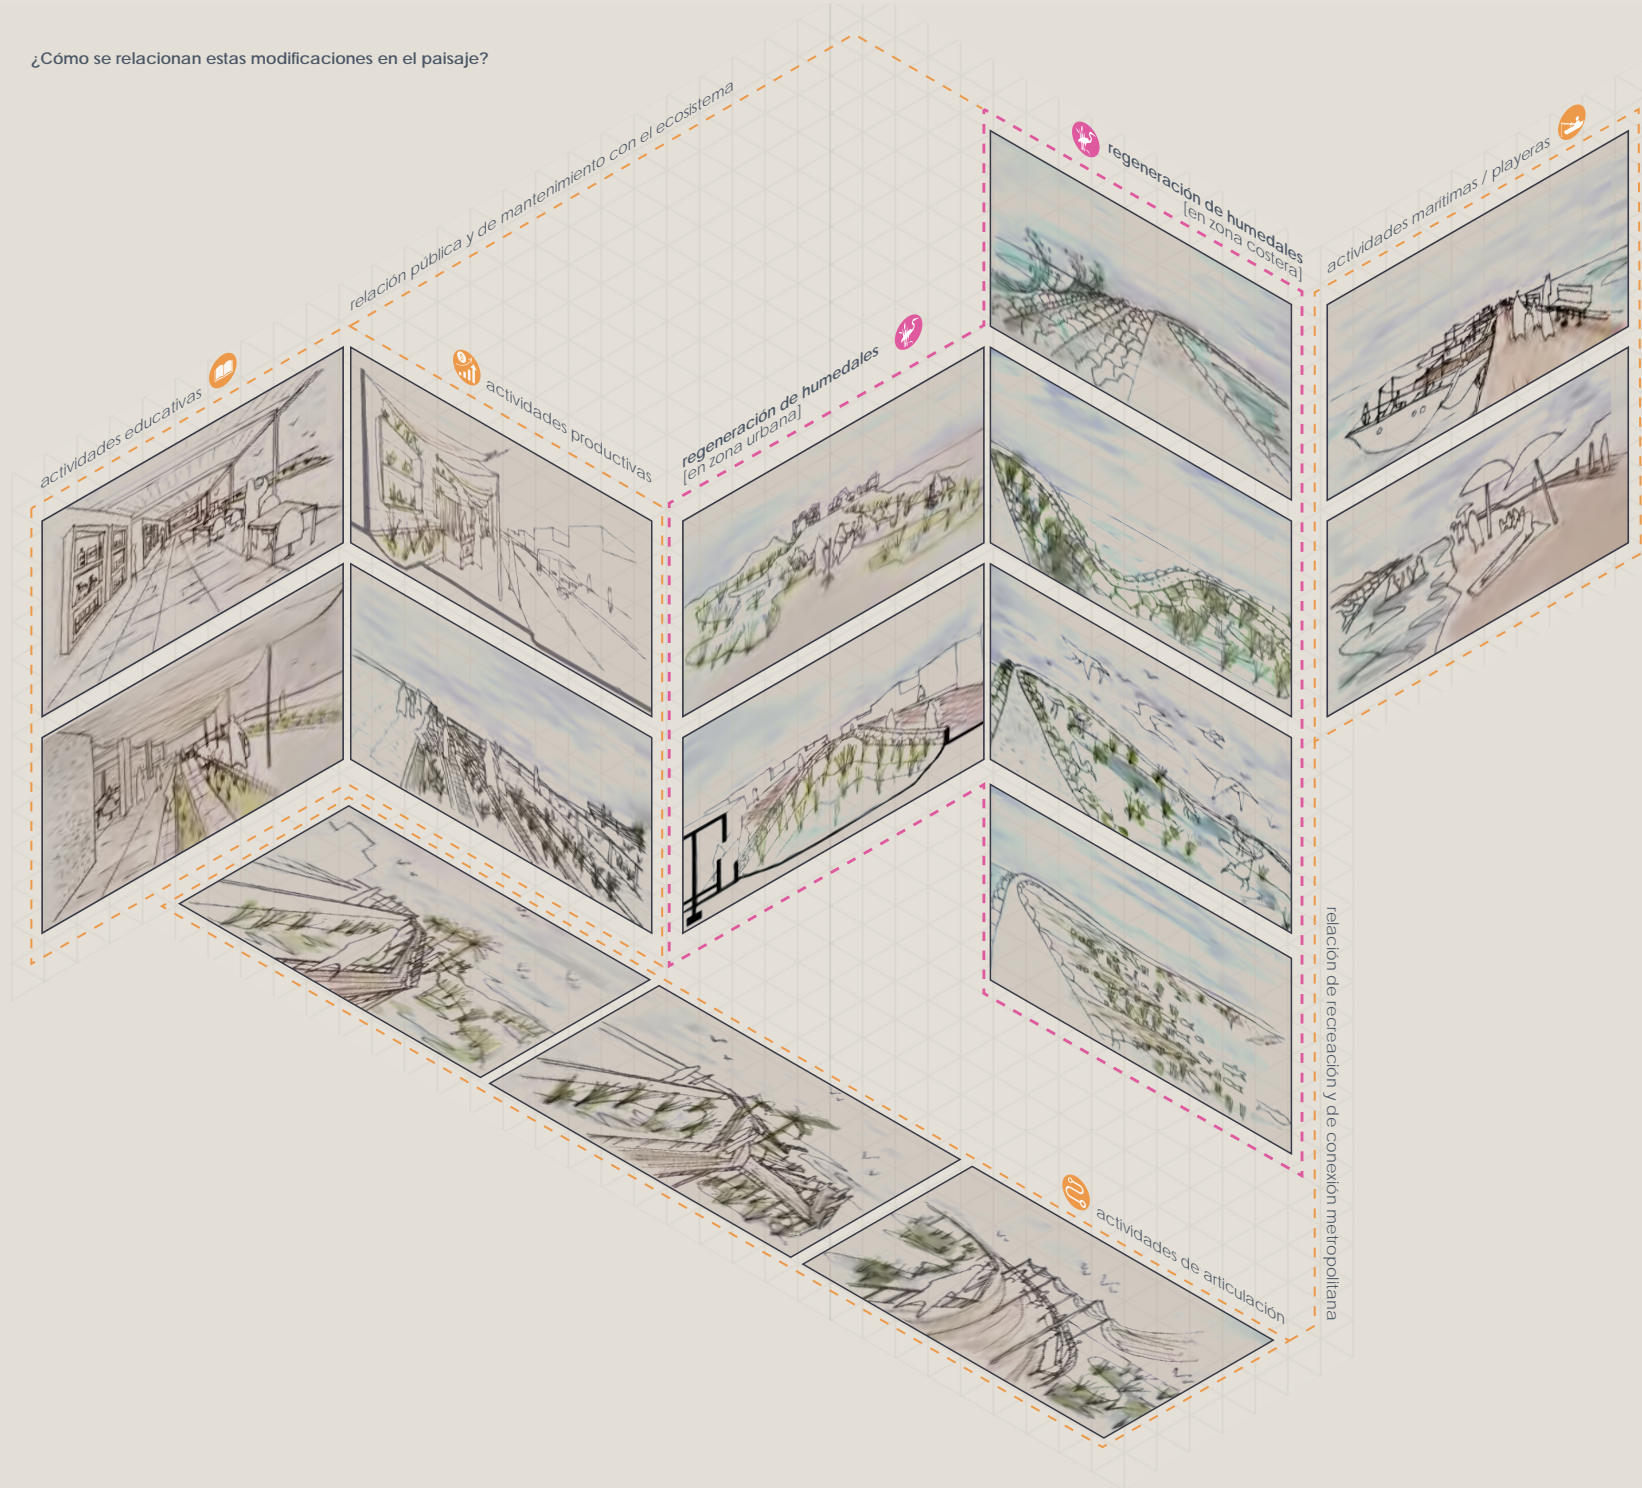 ¿Cómo se relacionan estas modificaciones en el paisaje?
relación pública y de mantenimiento con el ecosistema
actividades educativas
actividades productivas
regeneración de humedales
[en zona urbana]
regeneración de humedales
[en zona costera]
actividades marítimas / playeras
relación de recreación y de conexión metropolitana
actividades de articulación